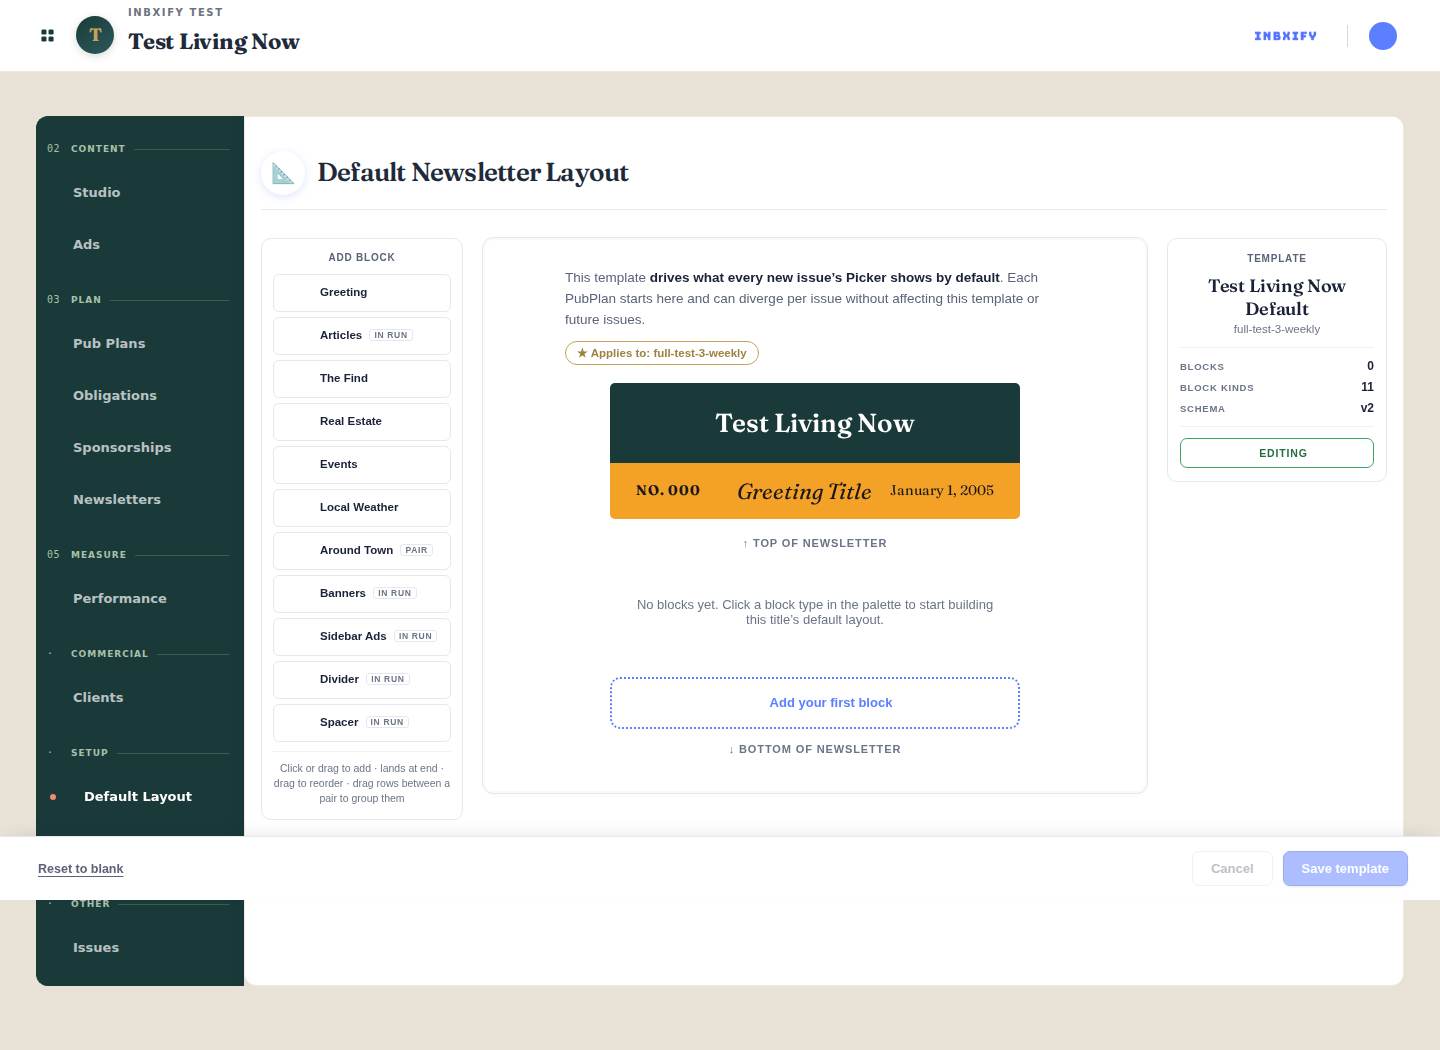 INBXIFY TEST
T
Test Living Now
INBXIFY
02 CONTENT
Studio
Ads
03 PLAN
Pub Plans
Obligations
Sponsorships
Newsletters
05 MEASURE
Performance
· COMMERCIAL
Clients
· SETUP
Default Layout
Default Newsletter Layout
ADD BLOCK
Greeting
Articles IN RUN
The Find
Real Estate
Events
Local Weather
Around Town PAIR
Banners IN RUN
Sidebar Ads IN RUN
Divider IN RUN
Spacer IN RUN
Click or drag to add · lands at end ·
drag to reorder · drag rows between a
pair to group them
This template drives what every new issue’s Picker shows by default. Each
PubPlan starts here and can diverge per issue without affecting this template or
future issues.
★ Applies to: full-test-3-weekly
Test Living Now
NO. 000 Greeting Title January 1, 2005
↑ TOP OF NEWSLETTER
No blocks yet. Click a block type in the palette to start building
this title’s default layout.
Add your first block
↓ BOTTOM OF NEWSLETTER
TEMPLATE
Test Living Now
Default
full-test-3-weekly
BLOCKS 0
BLOCK KINDS 11
SCHEMA v2
EDITING
Reset to blank
Cancel
Save template
· OTHER
Issues